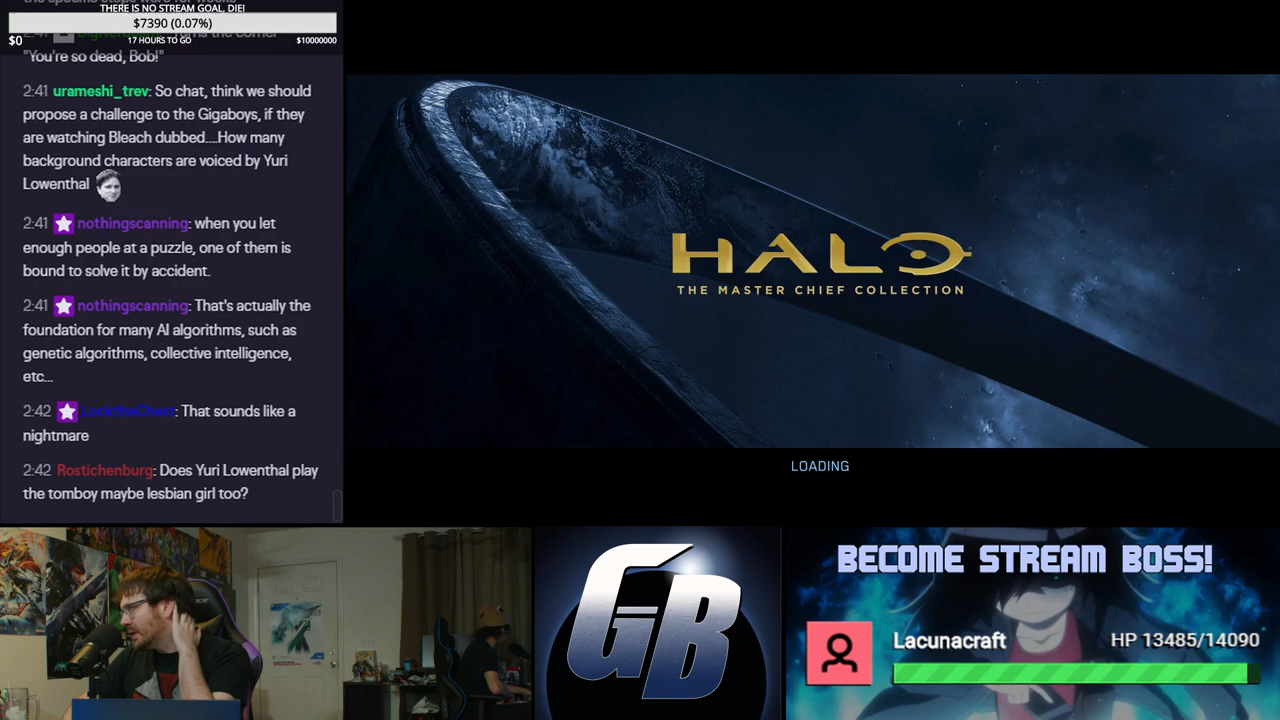 THERE IS NO STREAM GOAL. DIE!
$7390 (0.07%)
$0
17 HOURS TO GO
$10000000
"You're so dead, Bob!"
2:41 urameshi_trev: So chat, think we should
propose a challenge to the Gigaboys, if they
are watching Bleach dubbed....How many
background characters are voiced by Yuri
Lowenthal
2:41 nothingscanning: when you let
enough people at a puzzle, one of them is
bound to solve it by accident.
2:41 nothingscanning: That's actually the
foundation for many AI algorithms, such as
genetic algorithms, collective intelligence,
etc...
2:42 LocktheChest: That sounds like a
nightmare
2:42 Rostichenburg: Does Yuri Lowenthal play
the tomboy maybe lesbian girl too?
HALO
THE MASTER CHIEF COLLECTION
LOADING
GB
BECOME STREAM BOSS!
Lacunacraft
HP 13485/14090